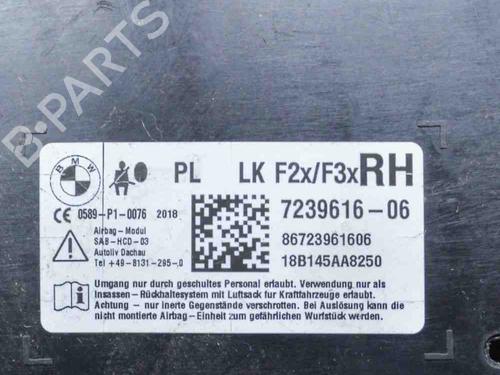 B-PARTS
BMW
PL LK F2x/F3x RH
CE 0589-P1-0076 2018
7239616-06
Airbag-Modul
SAB-HCD-03
Autoliv Dachau
Tel +49-8131-295-0
86723961606
18B145AA8250
Umgang nur durch geschultes Personal erlaubt. Verwendung nur als
Insassen-Rückhaltesystem mit Luftsack für Kraftfahrzeuge erlaubt.
Achtung - nur inerte Gegenstände verschrotten. Bei Auslösung kann die
nicht montierte Airbag-Einheit zum gefährlichen Wurfstück werden.